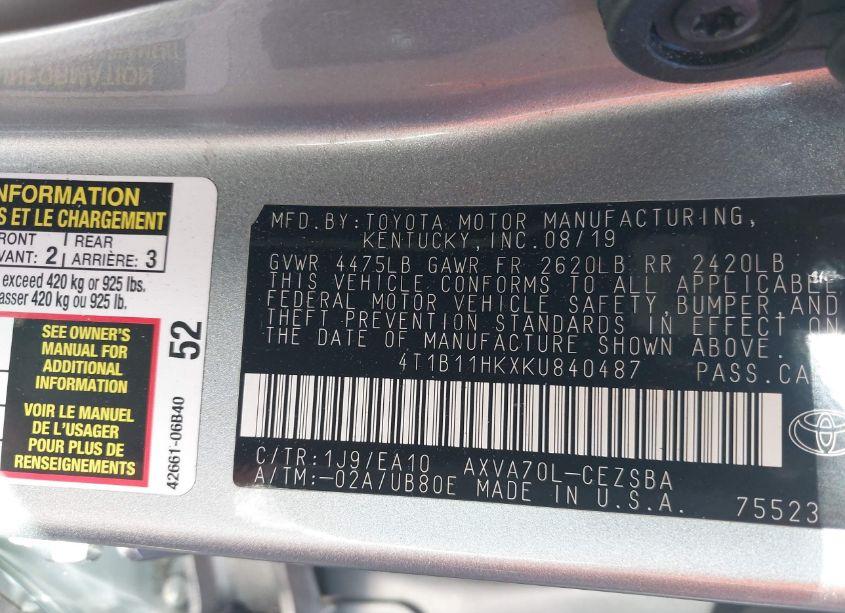 INFORMATION
S ET LE CHARGEMENT
FRONT
VANT: 2
REAR
ARRIÈRE: 3
exceed 420 kg or 925 lbs.
asser 420 kg ou 925 lb.
SEE OWNER'S
MANUAL FOR
ADDITIONAL
INFORMATION
VOIR LE MANUEL
DE L'USAGER
POUR PLUS DE
RENSEIGNEMENTS
52
42661-06B40
MFD.BY:TOYOTA MOTOR MANUFACTURING,
KENTUCKY,INC.08/19
GVWR 4475LB GAWR FR 2620LB RR 2420LB
THIS VEHICLE CONFORMS TO ALL APPLICABLE
FEDERAL MOTOR VEHICLE SAFETY,BUMPER,AND
THEFT PREVENTION STANDARDS IN EFFECT ON
THE DATE OF MANUFACTURE SHOWN ABOVE.
4T1B11HKXKU840487 PASS.CA
C/TR:1J9/EA10 AXVA70L-CEZSBA
A/TM:-02A/UB80E MADE IN U.S.A.
75523